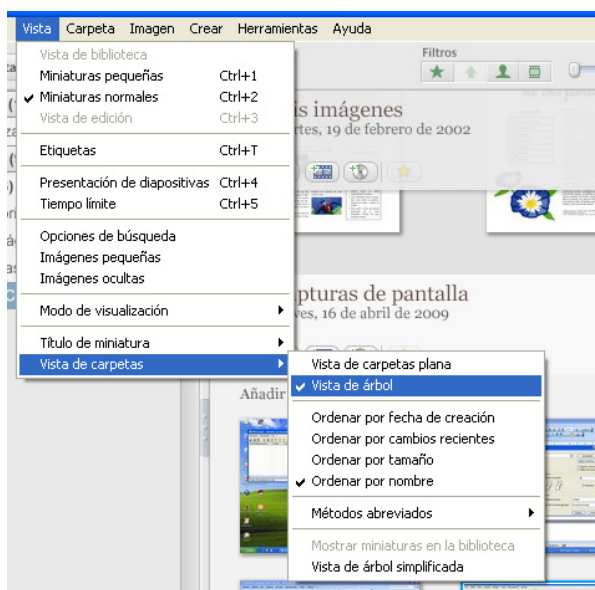 Vista Carpeta Imagen Crear Herramientas Ayuda
Vista de biblioteca
Miniaturas pequeñas Ctrl+1
Miniaturas normales Ctrl+2
Vista de edición Ctrl+3
Etiquetas Ctrl+T
Presentación de diapositivas Ctrl+4
Tiempo límite Ctrl+5
Opciones de búsqueda
Imágenes pequeñas
Imágenes ocultas
Modo de visualización
Título de miniatura
Vista de carpetas
Filtros
is imágenes
rtes, 19 de febrero de 2002
pturas de pantalla
ves, 16 de abril de 2009
Añadir
Vista de carpetas plana
Vista de árbol
Ordenar por fecha de creación
Ordenar por cambios recientes
Ordenar por tamaño
Ordenar por nombre
Métodos abreviados
Mostrar miniaturas en la biblioteca
Vista de árbol simplificada